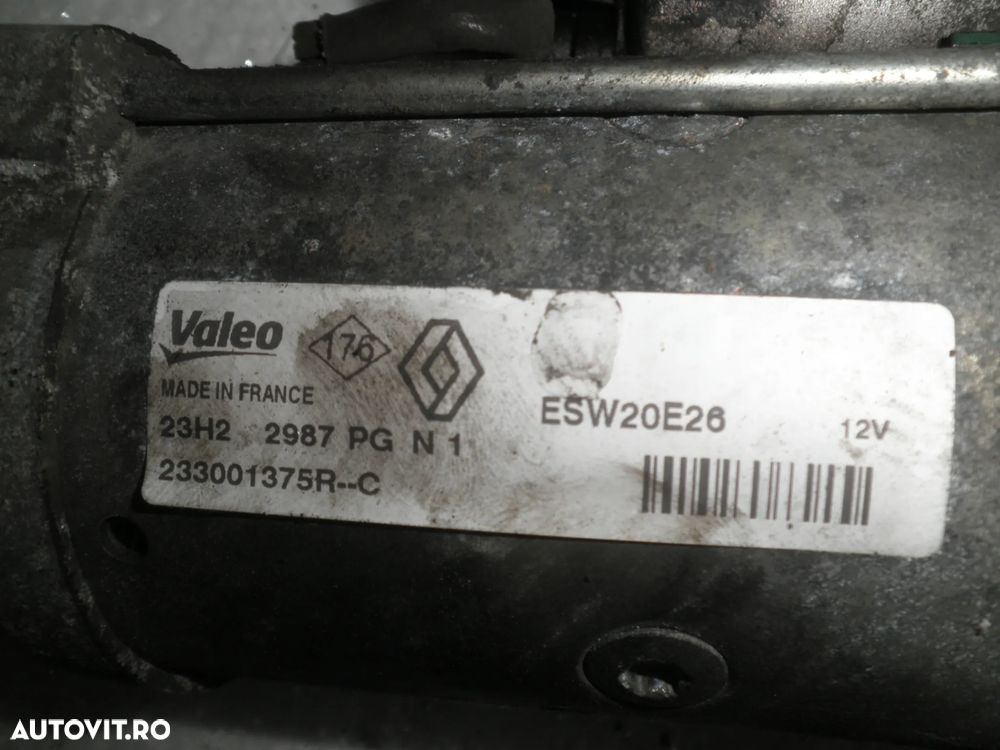 Valeo
176
MADE IN FRANCE
23H2 2987 PG N 1
233001375R--C
ESW20E26
12V
AUTOVIT.RO